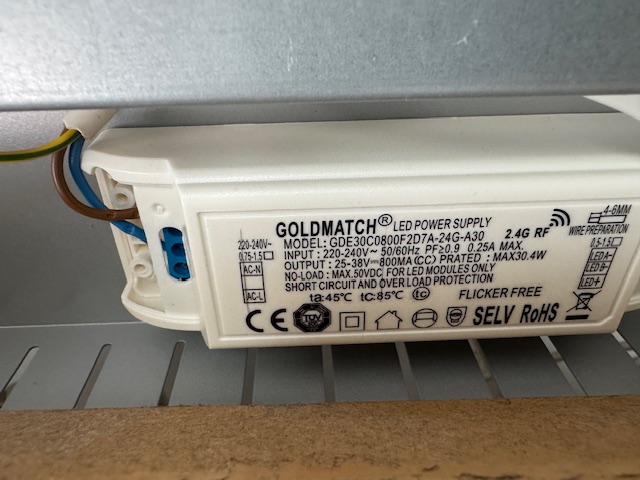 GOLDMATCH® LED POWER SUPPLY
MODEL: GDE30C0800F2D7A-24G-A30
INPUT: 220-240V~ 50/60Hz PF≥0.9 0.25A MAX.
OUTPUT: 25-38V⎓800MA (CC) PRATED: MAX30.4W
NO-LOAD: MAX.50VDC FOR LED MODULES ONLY
SHORT CIRCUIT AND OVER LOAD PROTECTION
ta:45℃ tc:85℃ tc
FLICKER FREE
2.4G RF
220-240V~
0.75-1.5
AC-N
AC-L
4-6MM
WIRE PREPARATION
0.5-1.5
LED-
LED+
CE TÜV SELV RoHS